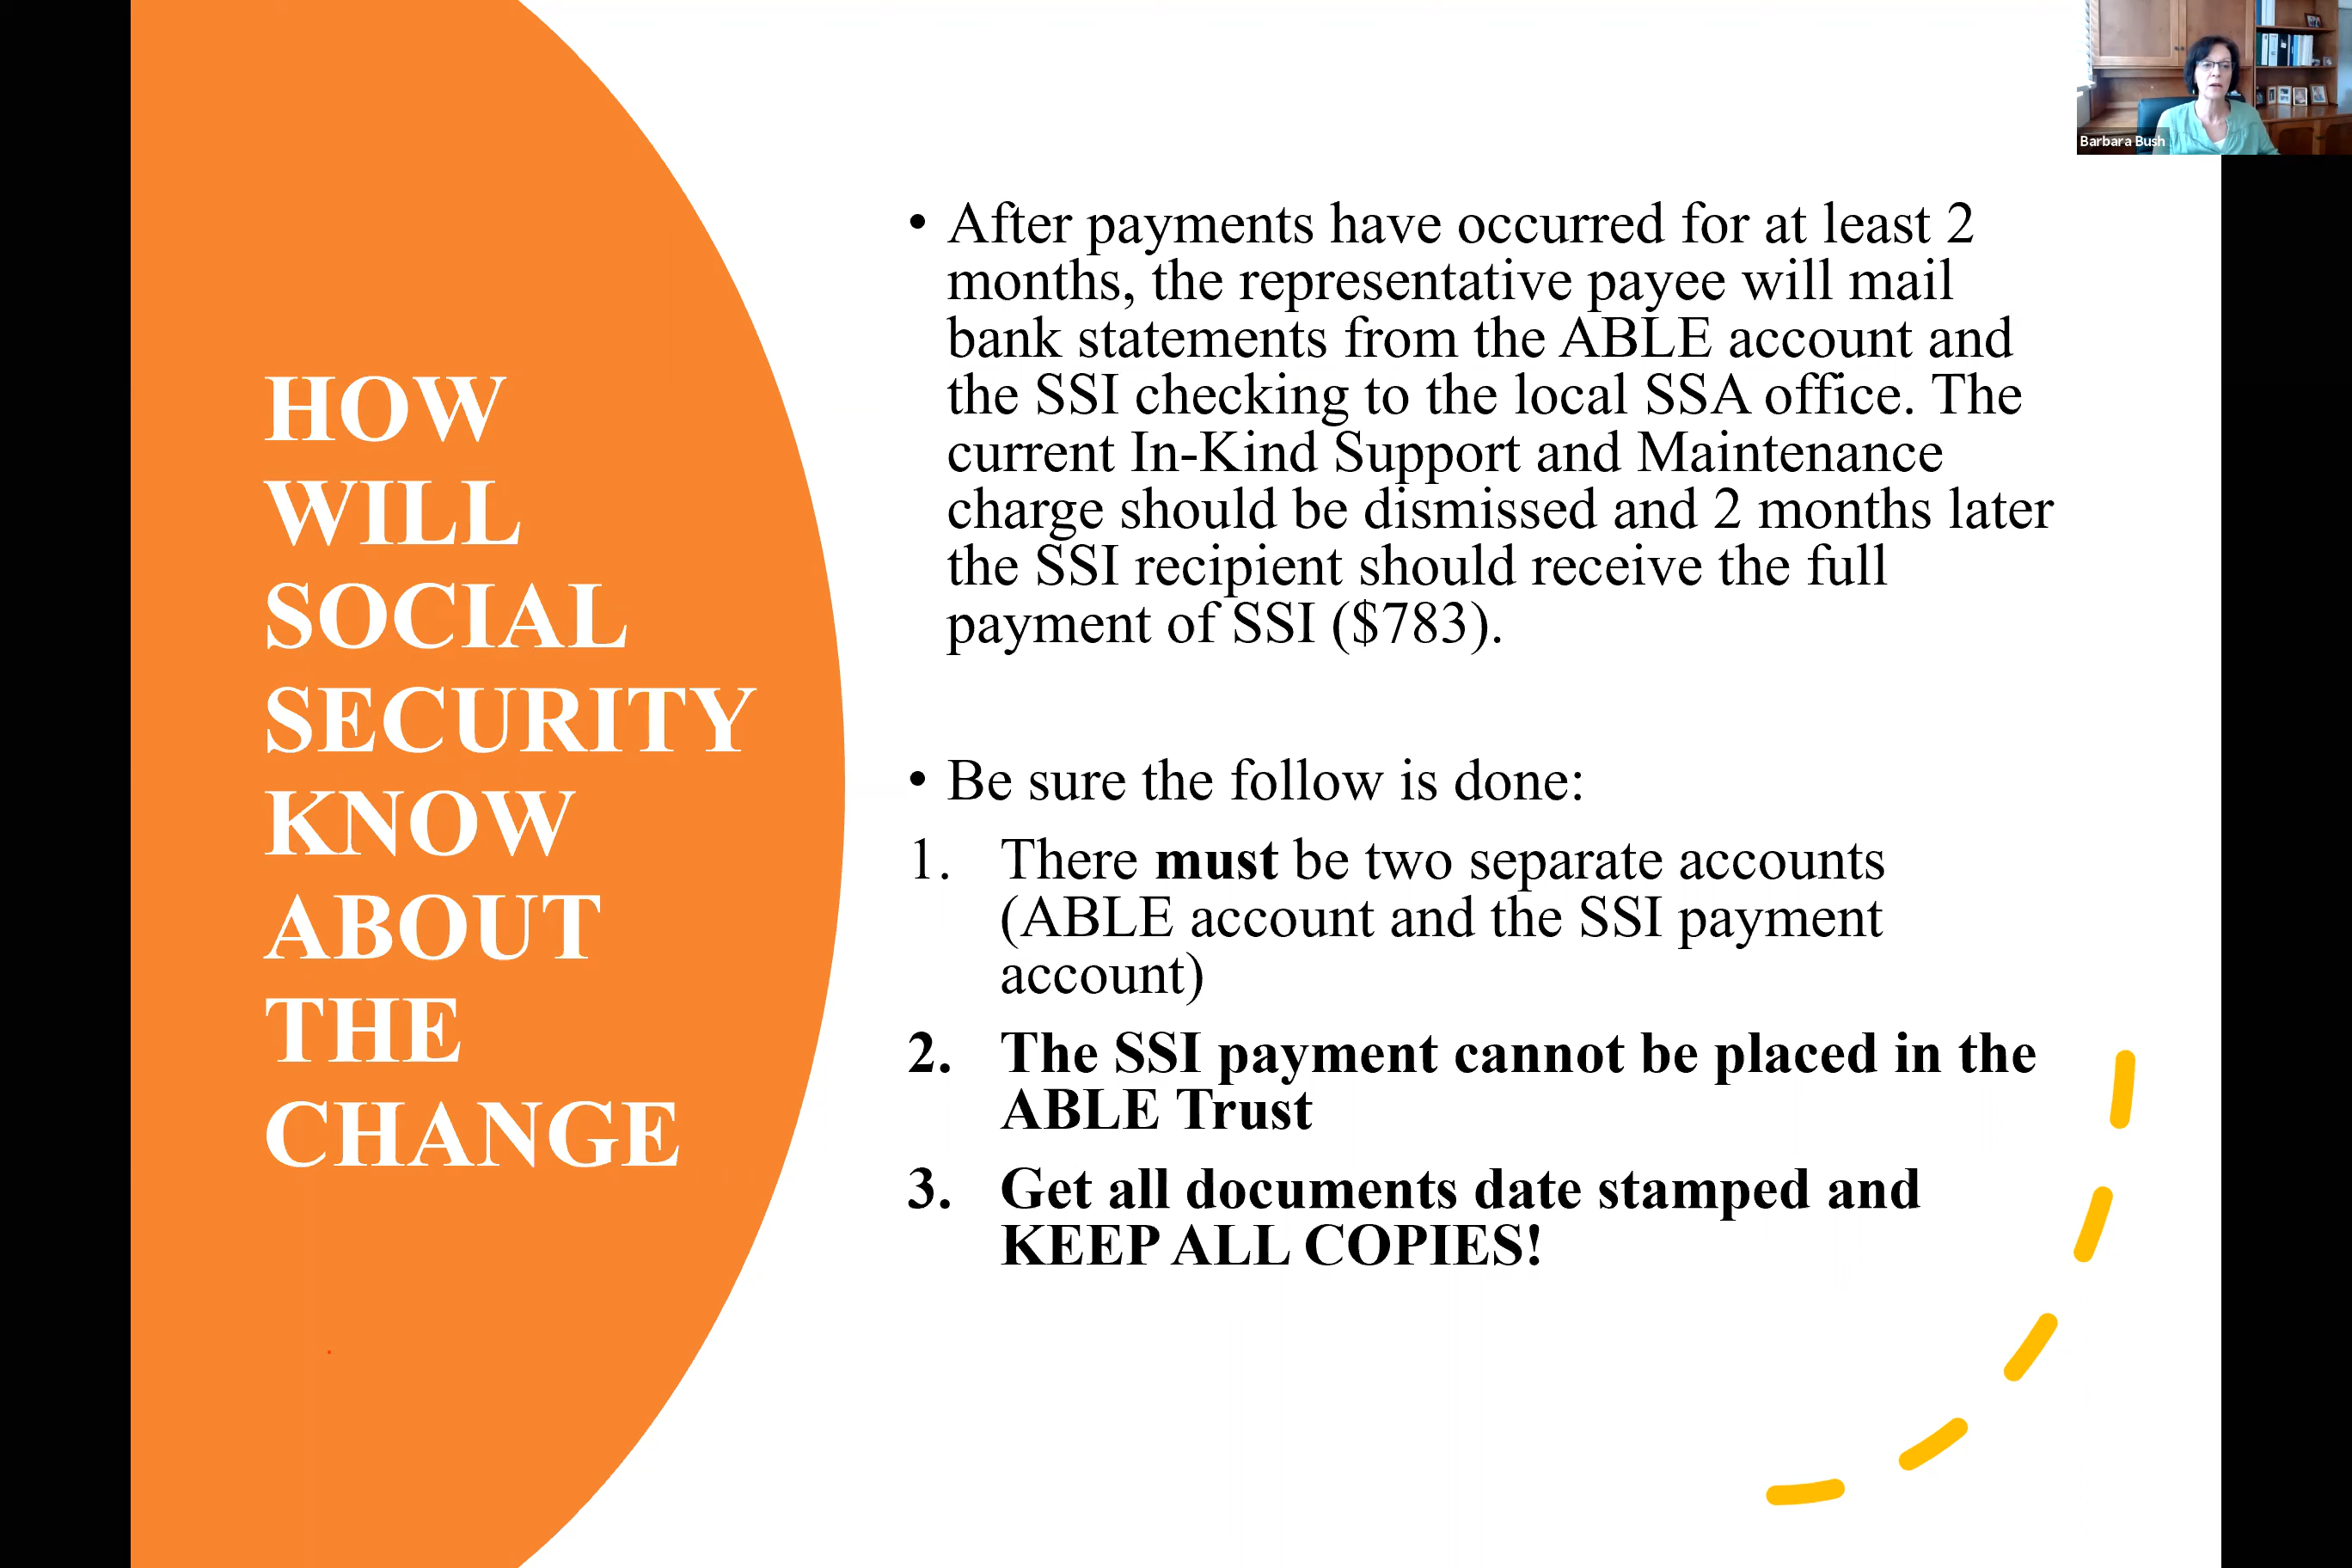 Barbara Bush
HOW
WILL
SOCIAL
SECURITY
KNOW
ABOUT
THE
CHANGE
• After payments have occurred for at least 2
months, the representative payee will mail
bank statements from the ABLE account and
the SSI checking to the local SSA office. The
current In-Kind Support and Maintenance
charge should be dismissed and 2 months later
the SSI recipient should receive the full
payment of SSI ($783).
• Be sure the follow is done:
1. There must be two separate accounts
(ABLE account and the SSI payment
account)
2. The SSI payment cannot be placed in the
ABLE Trust
3. Get all documents date stamped and
KEEP ALL COPIES!